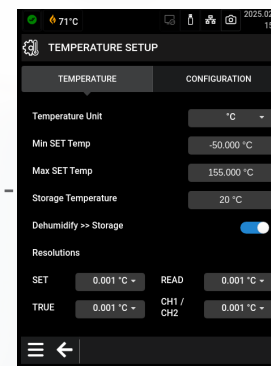 71°C
2025.02
15
TEMPERATURE SETUP
TEMPERATURE CONFIGURATION
Temperature Unit °C
Min SET Temp -50.000 °C
Max SET Temp 155.000 °C
Storage Temperature 20 °C
Dehumidify >> Storage
Resolutions
SET 0.001 °C READ 0.001 °C
TRUE 0.001 °C CH1 / CH2 0.001 °C